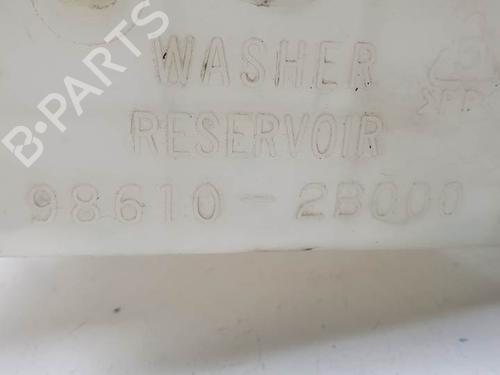 WASHER
RESERVOIR
98610-2B000
B-PARTS